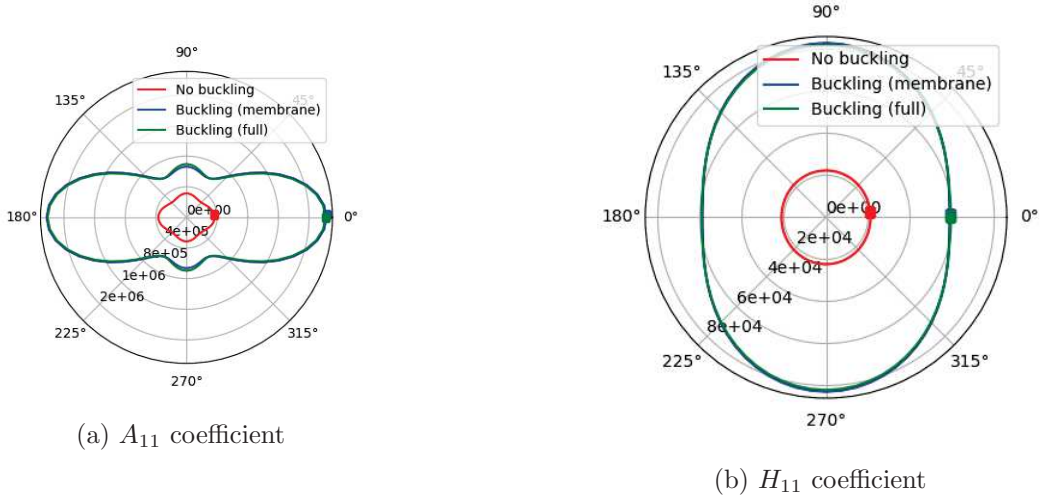 90°
No buckling
Buckling (membrane)
Buckling (full)
45°
135°
180°
0°
0e+00
4e+05
8e+05
1e+06
2e+06
225°
315°
270°
(a) A₁₁ coefficient
90°
No buckling
Buckling (membrane)
Buckling (full)
45°
135°
180°
0°
0e+00
2e+04
4e+04
6e+04
8e+04
225°
315°
270°
(b) H₁₁ coefficient